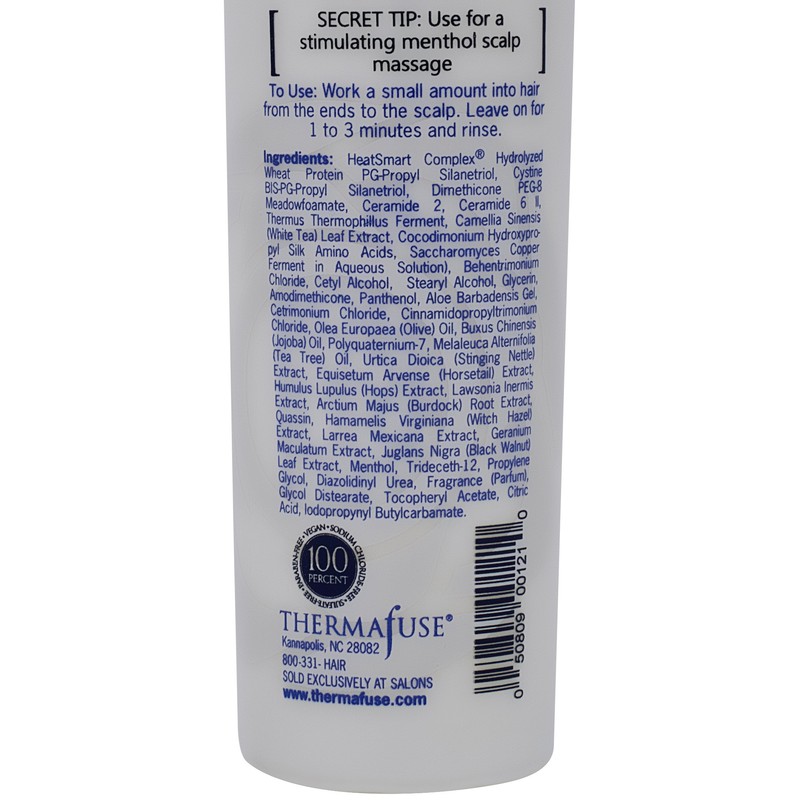 SECRET TIP: Use for a
stimulating menthol scalp
massage
To Use: Work a small amount into hair
from the ends to the scalp. Leave on for
1 to 3 minutes and rinse.
Ingredients: HeatSmart Complex® Hydrolyzed
Wheat Protein PG-Propyl Silanetriol, Cystine
BIS-PG-Propyl Silanetriol, Dimethicone PEG-8
Meadowfoamate, Ceramide 2, Ceramide 6 II,
Thermus Thermophillus Ferment, Camellia Sinensis
(White Tea) Leaf Extract, Cocodimonium Hydroxypro-
pyl Silk Amino Acids, Saccharomyces Copper
Ferment in Aqueous Solution), Behentrimonium
Chloride, Cetyl Alcohol, Stearyl Alcohol, Glycerin,
Amodimethicone, Panthenol, Aloe Barbadensis Gel,
Cetrimonium Chloride, Cinnamidopropyltrimonium
Chloride, Olea Europaea (Olive) Oil, Buxus Chinensis
(Jojoba) Oil, Polyquaternium-7, Melaleuca Alternifolia
(Tea Tree) Oil, Urtica Dioica (Stinging Nettle)
Extract, Equisetum Arvense (Horsetail) Extract,
Humulus Lupulus (Hops) Extract, Lawsonia Inermis
Extract, Arctium Majus (Burdock) Root Extract,
Quassin, Hamamelis Virginiana (Witch Hazel)
Extract, Larrea Mexicana Extract, Geranium
Maculatum Extract, Juglans Nigra (Black Walnut)
Leaf Extract, Menthol, Trideceth-12, Propylene
Glycol, Diazolidinyl Urea, Fragrance (Parfum),
Glycol Distearate, Tocopheryl Acetate, Citric
Acid, Iodopropynyl Butylcarbamate.
VEGAN • SODIUM CHLORIDE-FREE • SULFATE-FREE • PARABEN-FREE •
100
PERCENT
THERMAFUSE®
Kannapolis, NC 28082
800-331- HAIR
SOLD EXCLUSIVELY AT SALONS
www.thermafuse.com
0 50809 00121 0